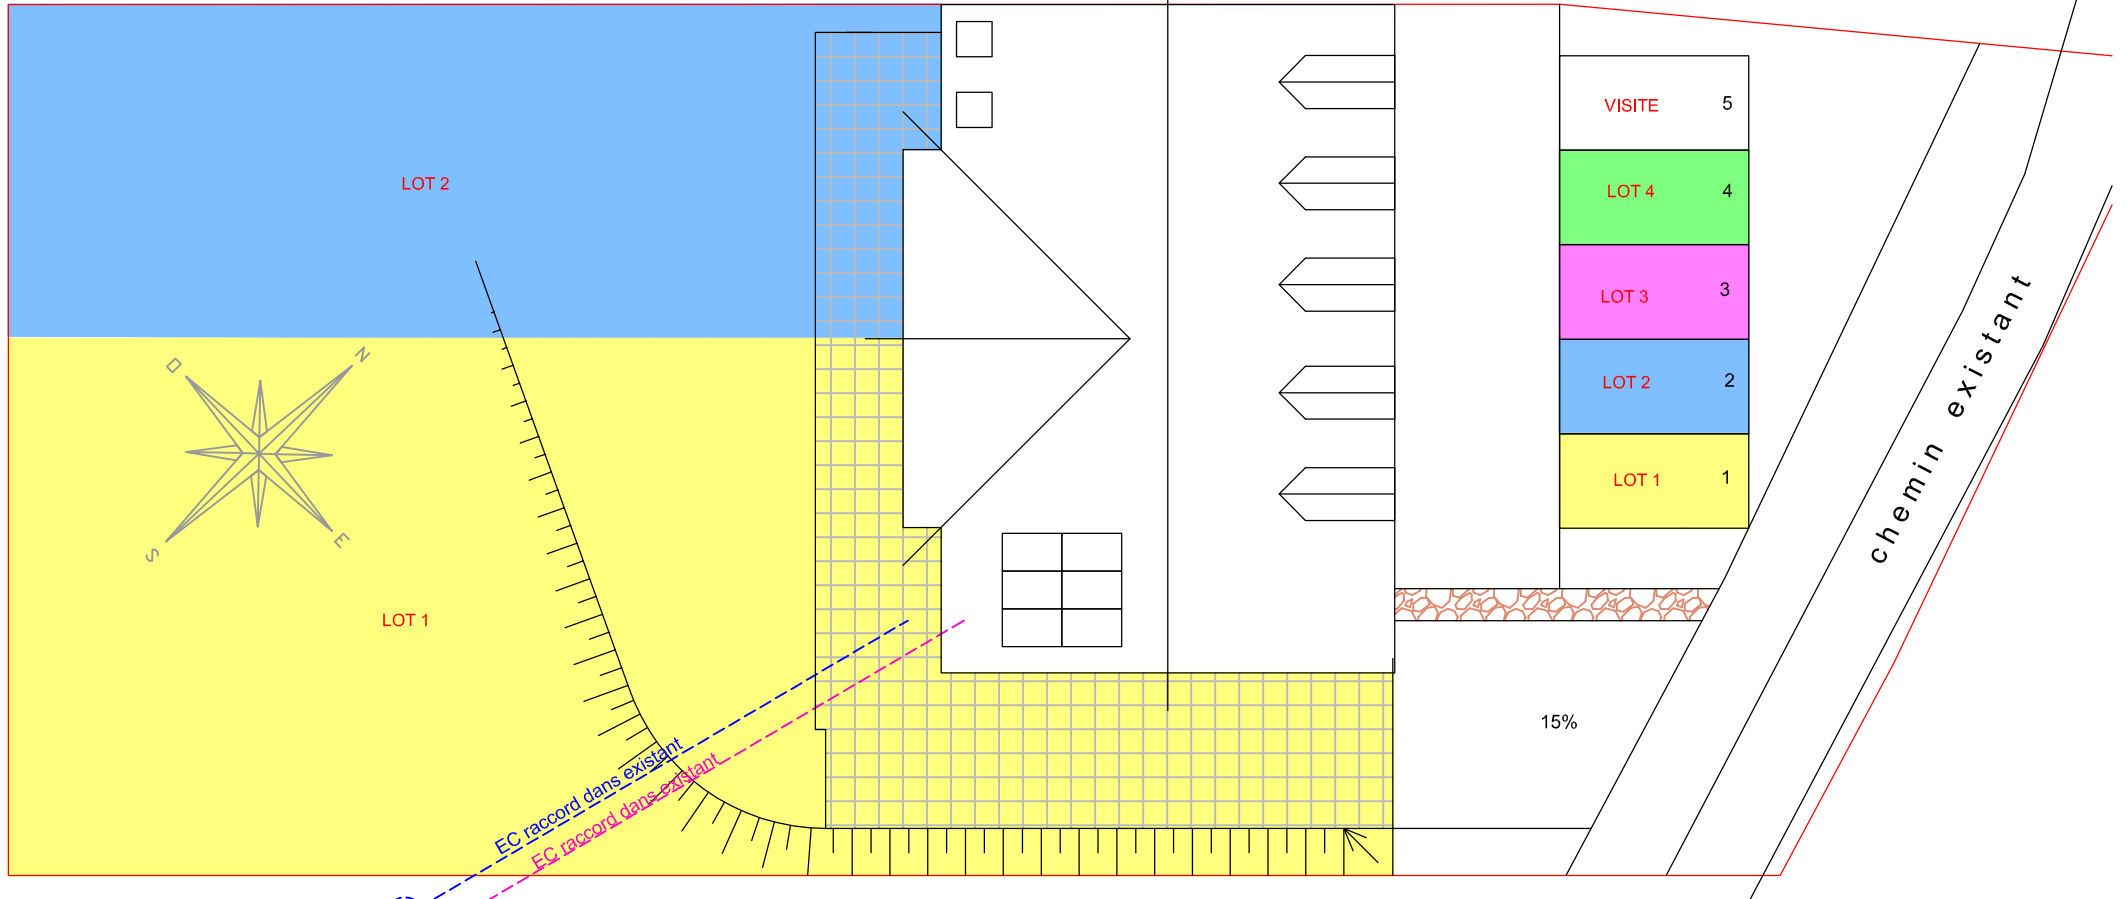 VISITE 5
LOT 2
LOT 4 4
LOT 3 3
chemin existant
O
N
LOT 2 2
LOT 1 1
S
E
LOT 1
15%
EC raccord dans existant
EC raccord dans existant